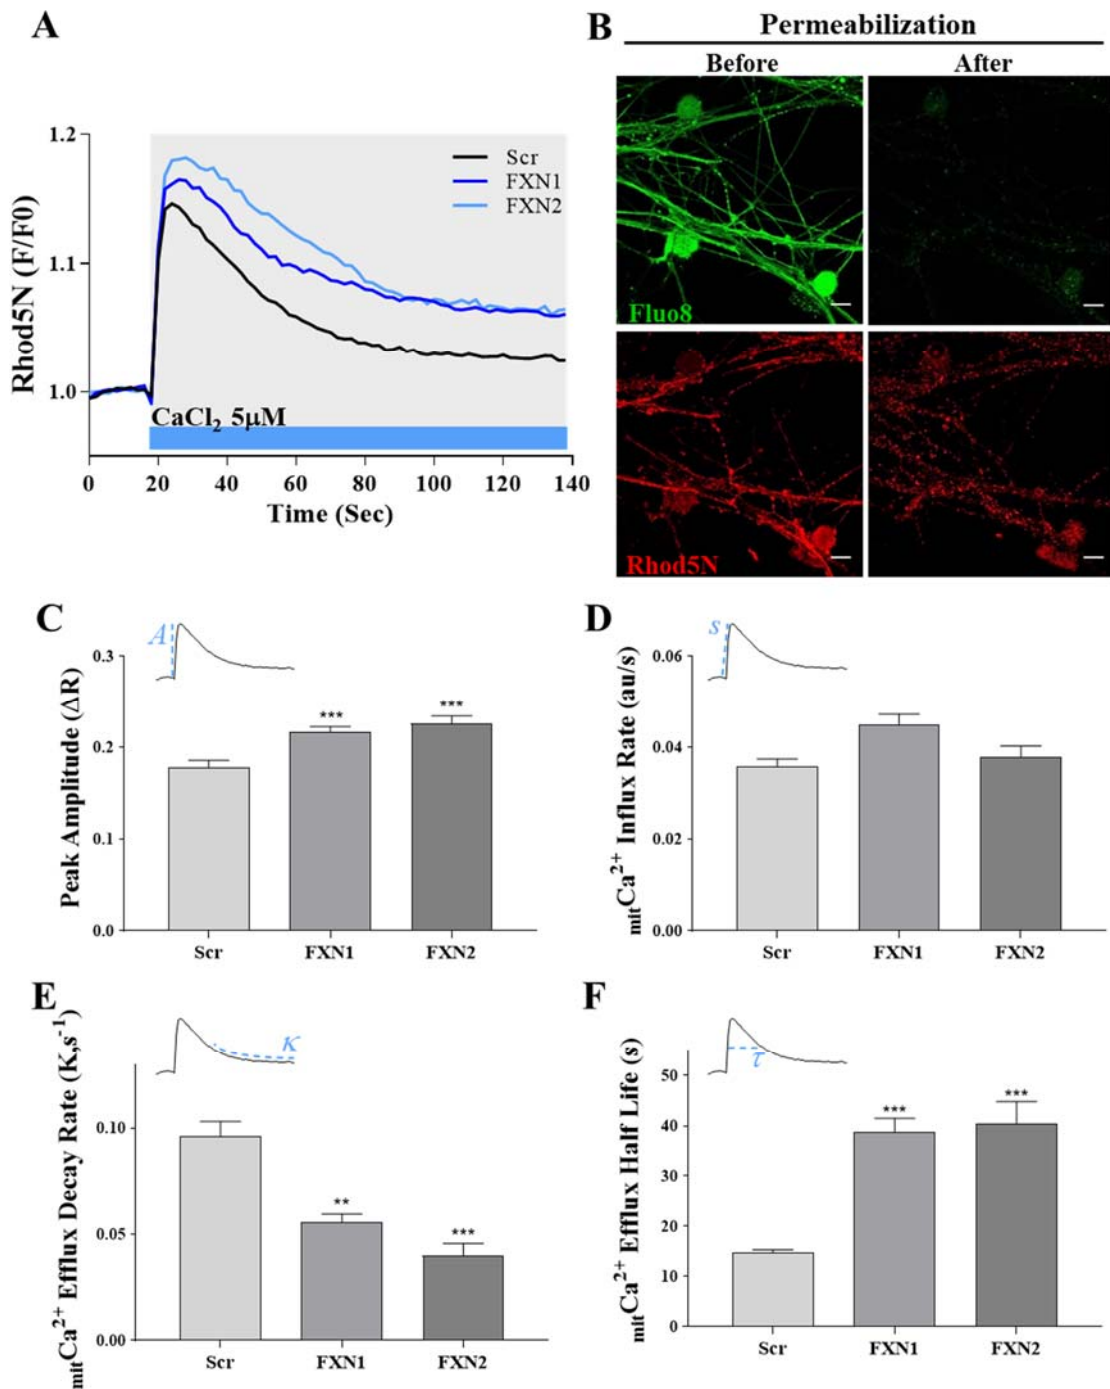 A
1.2
1.1
1.0
Rhod5N (F/F0)
Scr
FXN1
FXN2
CaCl₂ 5μM
0 20 40 60 80 100 120 140
Time (Sec)
B
Permeabilization
Before After
Fluo8
Rhod5N
C
A
0.3
0.2
0.1
0.0
Peak Amplitude (ΔR)
*** ***
Scr FXN1 FXN2
D
s
0.06
0.04
0.02
0.00
mitCa²⁺ Influx Rate (au/s)
Scr FXN1 FXN2
E
κ
0.10
0.05
0.00
mitCa²⁺ Efflux Decay Rate (K,s⁻¹)
** ***
Scr FXN1 FXN2
F
τ
50
40
30
20
10
0
mitCa²⁺ Efflux Half Life (s)
*** ***
Scr FXN1 FXN2